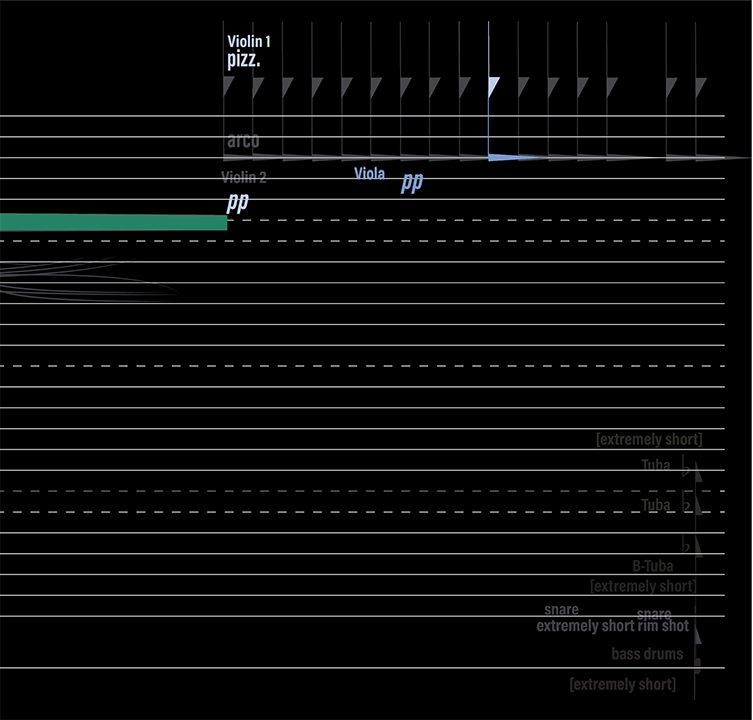 Violin 1
pizz.
arco
Violin 2
Viola
pp
pp
[extremely short]
Tuba
Tuba
B-Tuba
[extremely short]
snare
snare
extremely short rim shot
bass drums
[extremely short]